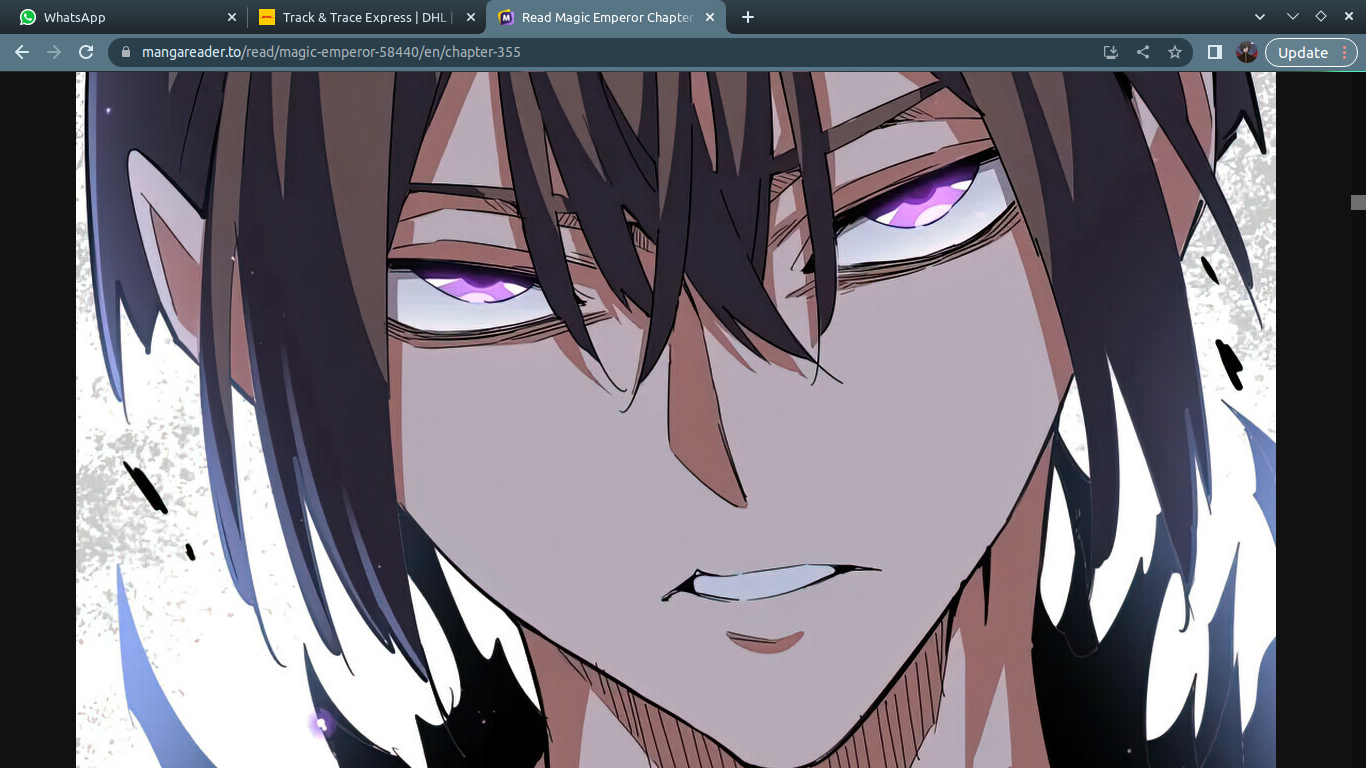 WhatsApp
Track & Trace Express | DHL |
Read Magic Emperor Chapter
mangareader.to/read/magic-emperor-58440/en/chapter-355
Update